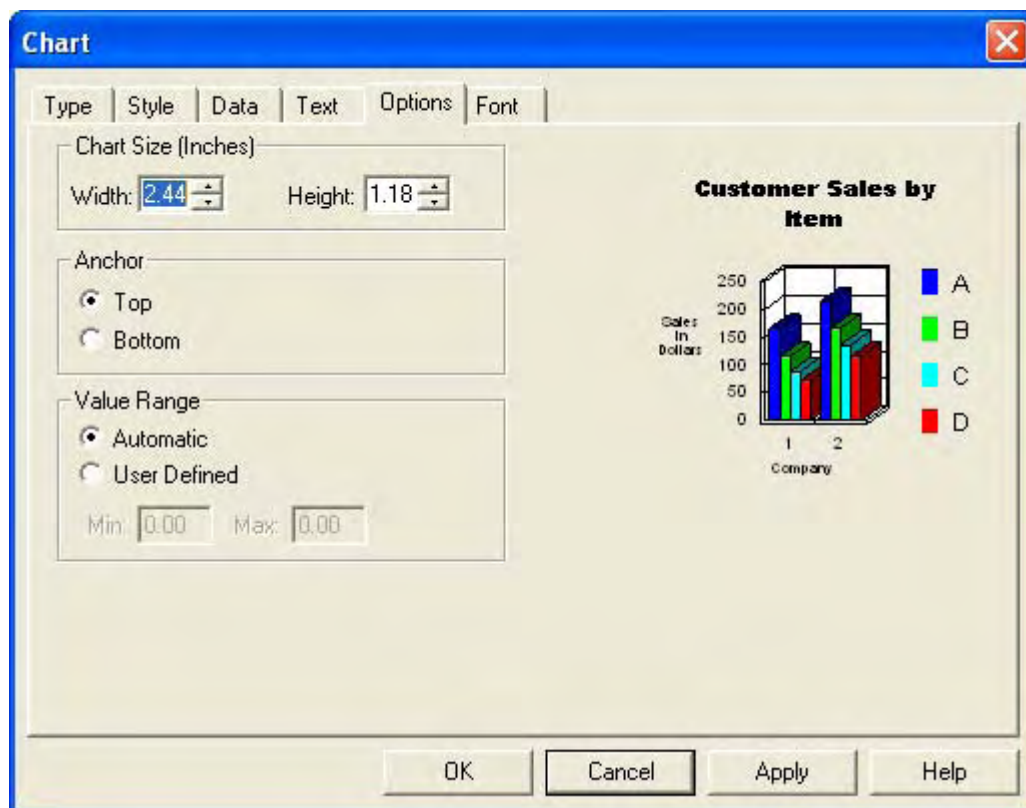 Chart
Type Style Data Text Options Font
Chart Size (Inches)
Width: 2.44 Height: 1.18
Anchor
Top
Bottom
Value Range
Automatic
User Defined
Min: 0.00 Max: 0.00
Customer Sales by
Item
250
200
150
100
50
0
Sales
In
Dollars
1 2
Company
A
B
C
D
OK Cancel Apply Help